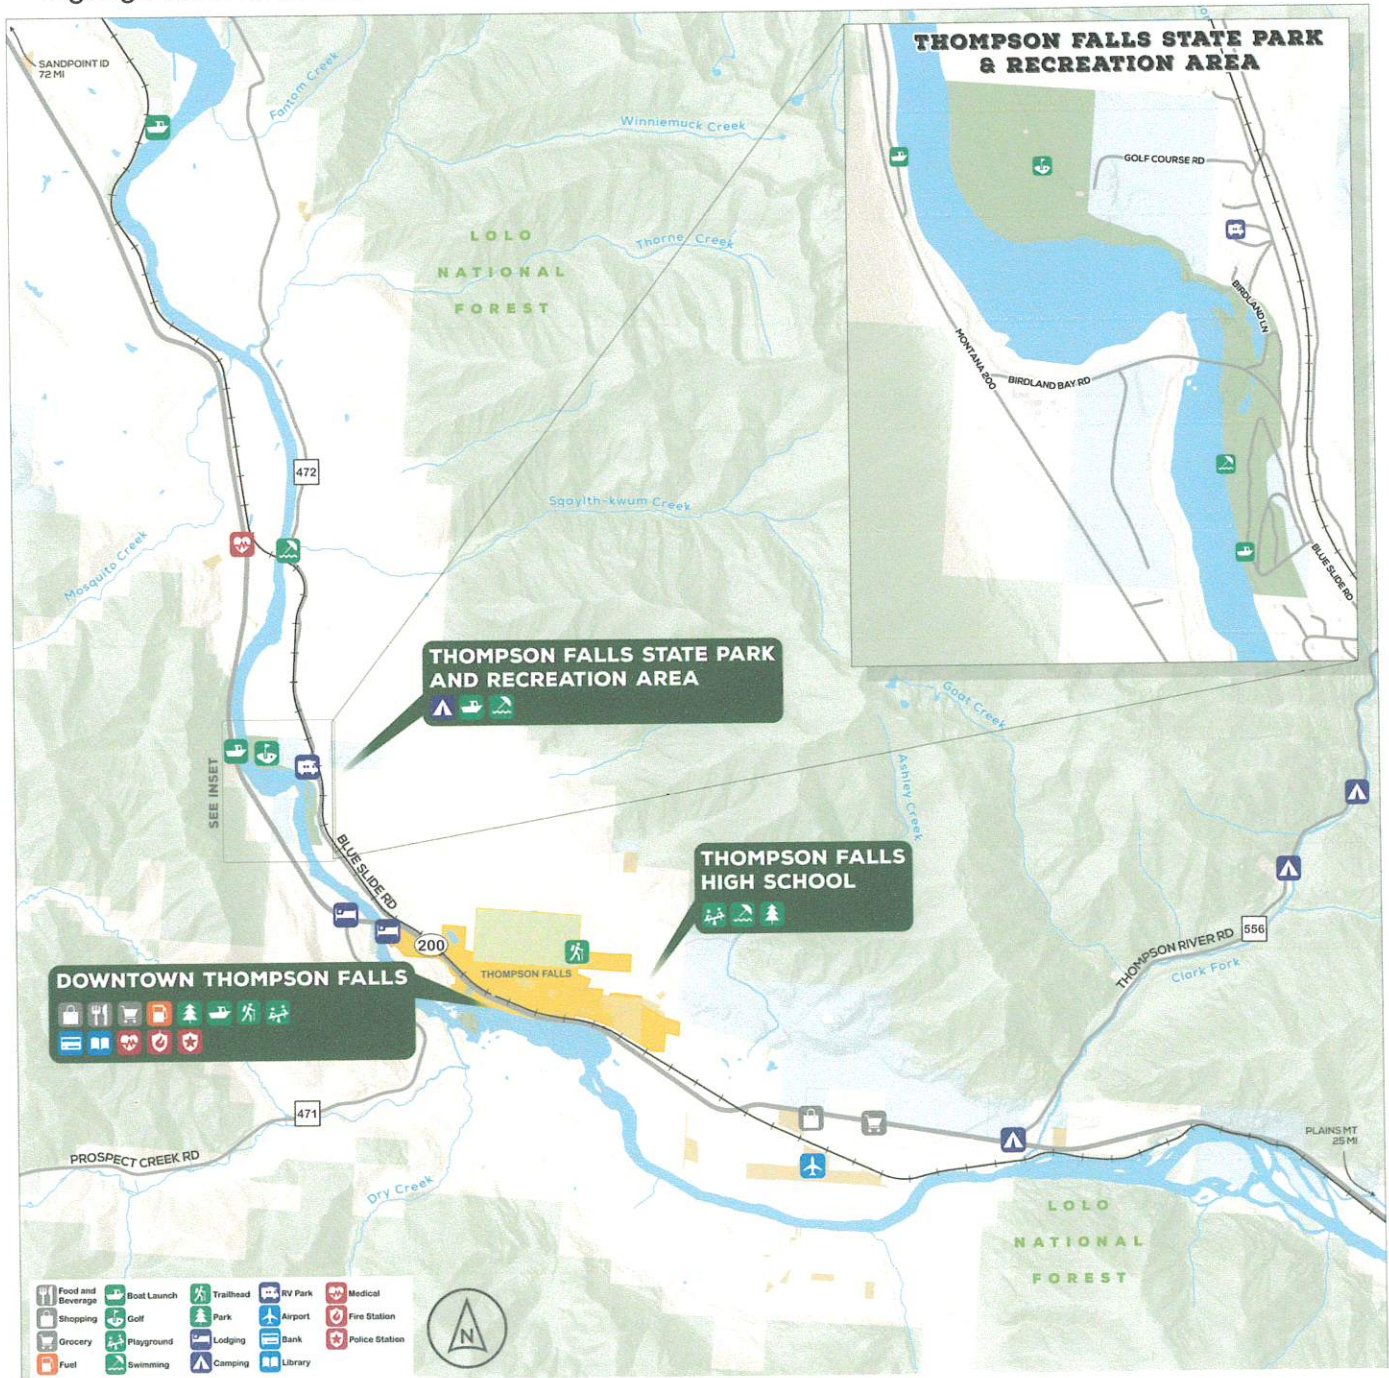 SANDPOINT ID
72 MI
Fantom Creek
Winniemuck Creek
LOLO
NATIONAL
FOREST
Thorne Creek
THOMPSON FALLS STATE PARK
& RECREATION AREA
GOLF COURSE RD
BIRDLAND LN
MONTANA 200
BIRDLAND BAY RD
BLUE SLIDE RD
472
Sqaylth-kwum Creek
Mosquito Creek
THOMPSON FALLS STATE PARK
AND RECREATION AREA
Goat Creek
Ashley Creek
SEE INSET
BLUE SLIDE RD
THOMPSON FALLS
HIGH SCHOOL
200
THOMPSON FALLS
DOWNTOWN THOMPSON FALLS
THOMPSON RIVER RD
556
Clark Fork
471
PROSPECT CREEK RD
Dry Creek
PLAINS MT
25 MI
LOLO
NATIONAL
FOREST
Food and
Beverage
Boat Launch
Trailhead
RV Park
Medical
Shopping
Golf
Park
Airport
Fire Station
Grocery
Playground
Lodging
Bank
Police Station
Fuel
Swimming
Camping
Library
N